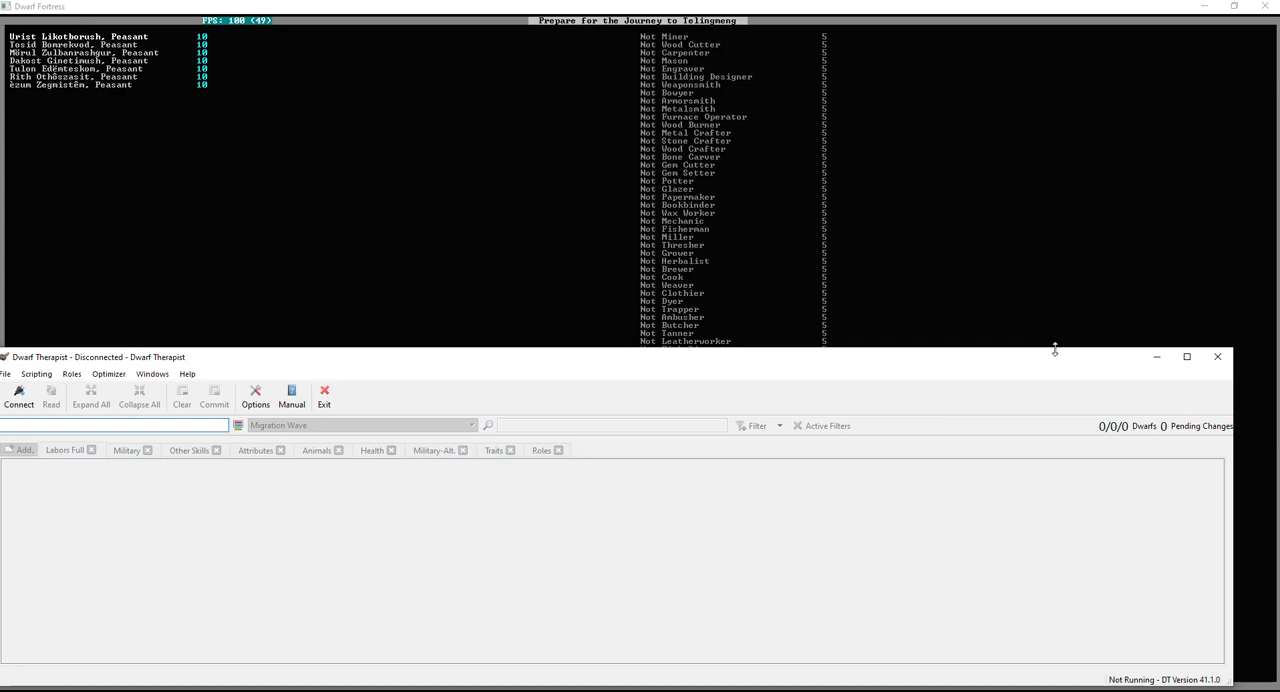 Dwarf Fortress
FPS: 100 (49)
Prepare for the Journey to Telingmeng
Urist Likotborush, Peasant 10 Not Miner 5
Tosid Bomrekvod, Peasant 10 Not Wood Cutter 5
Mörul Zulbanrashgur, Peasant 10 Not Carpenter 5
Dakost Ginetimush, Peasant 10 Not Mason 5
Tulon Edëmteskom, Peasant 10 Not Engraver 5
Rith Othôszasit, Peasant 10 Not Building Designer 5
èzum Zegnistêm, Peasant 10 Not Weaponsmith 5
Not Bowyer 5
Not Armorsmith 5
Not Metalsmith 5
Not Furnace Operator 5
Not Wood Burner 5
Not Metal Crafter 5
Not Stone Crafter 5
Not Wood Crafter 5
Not Bone Carver 5
Not Gem Cutter 5
Not Gem Setter 5
Not Potter 5
Not Glazer 5
Not Papermaker 5
Not Bookbinder 5
Not Wax Worker 5
Not Mechanic 5
Not Fisherman 5
Not Miller 5
Not Thresher 5
Not Grower 5
Not Herbalist 5
Not Brewer 5
Not Cook 5
Not Weaver 5
Not Clothier 5
Not Dyer 5
Not Trapper 5
Not Ambusher 5
Not Butcher 5
Not Tanner 5
Not Leatherworker 5
Dwarf Therapist - Disconnected - Dwarf Therapist
File Scripting Roles Optimizer Windows Help
Connect Read Expand All Collapse All Clear Commit Options Manual Exit
Migration Wave Filter Active Filters 0/0/0 Dwarfs 0 Pending Changes
Add, Labors Full Military Other Skills Attributes Animals Health Military-Alt. Traits Roles
Not Running - DT Version 41.1.0